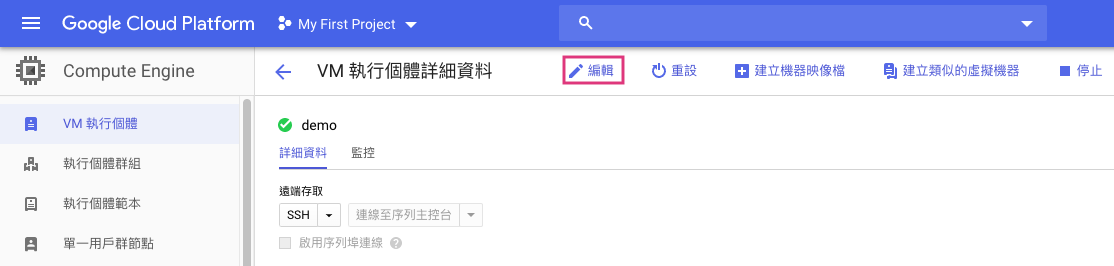 Google Cloud Platform My First Project
Compute Engine
VM 執行個體詳細資料 編輯 重設 建立機器映像檔 建立類似的虛擬機器 停止
VM 執行個體
執行個體群組
執行個體範本
單一用戶群節點
demo
詳細資料 監控
遠端存取
SSH 連線至序列主控台
啟用序列埠連線 ?